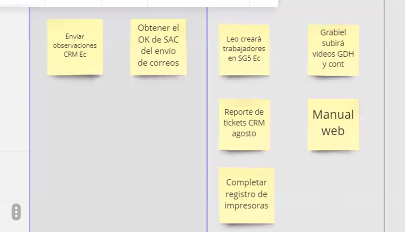 Enviar
observaciones
CRM Ec
Obtener el
OK de SAC
del envío
de correos
Leo creará
trabajadores
en SG5 Ec
Grabiel
subirá
videos GDH
y cont
Reporte de
tickets CRM
agosto
Manual
web
Completar
registro de
impresoras